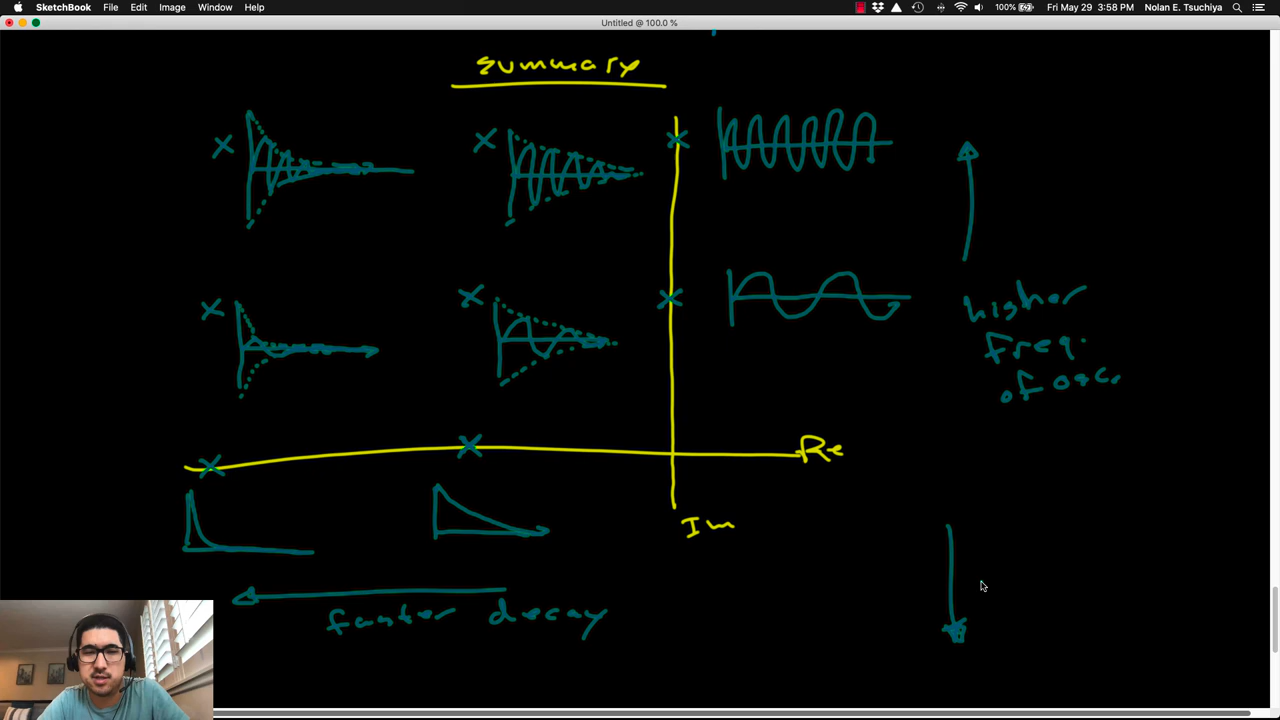 SketchBook File Edit Image Window Help 100% Fri May 29 3:58 PM Nolan E. Tsuchiya
Untitled @ 100.0 %
summary
higher
freq.
of osc.
Re
Im
faster decay